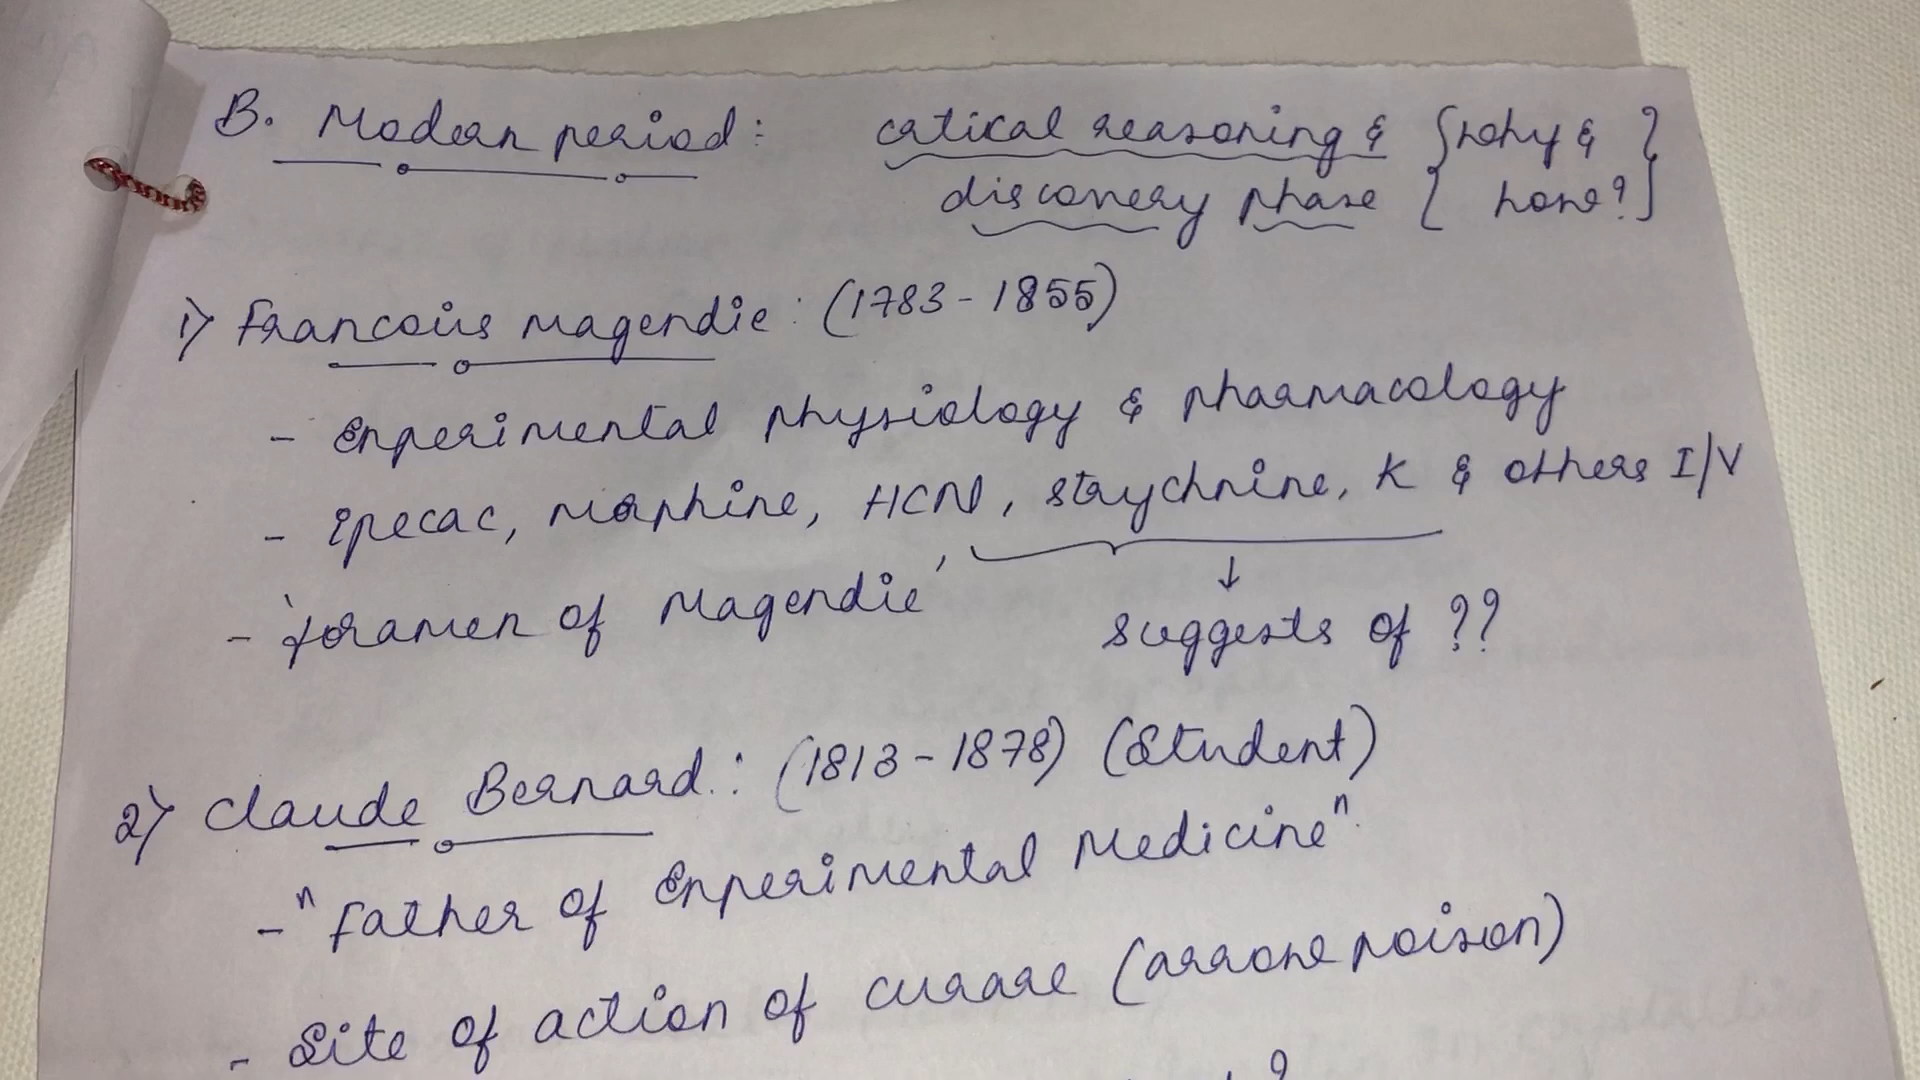 B. Modern period: critical reasoning & {why &}
discovery phase { how?}
1) Francois Magendie: (1783-1855)
- Experimental physiology & pharmacology
- Ipecac, Morphine, HCN, strychnine, K & others I/V
- 'foramen of Magendie'
↓
suggests of ??
2) Claude Bernard.: (1813-1878) (Student)
- "Father of Experimental Medicine"
- Site of action of curare (arrow poison)